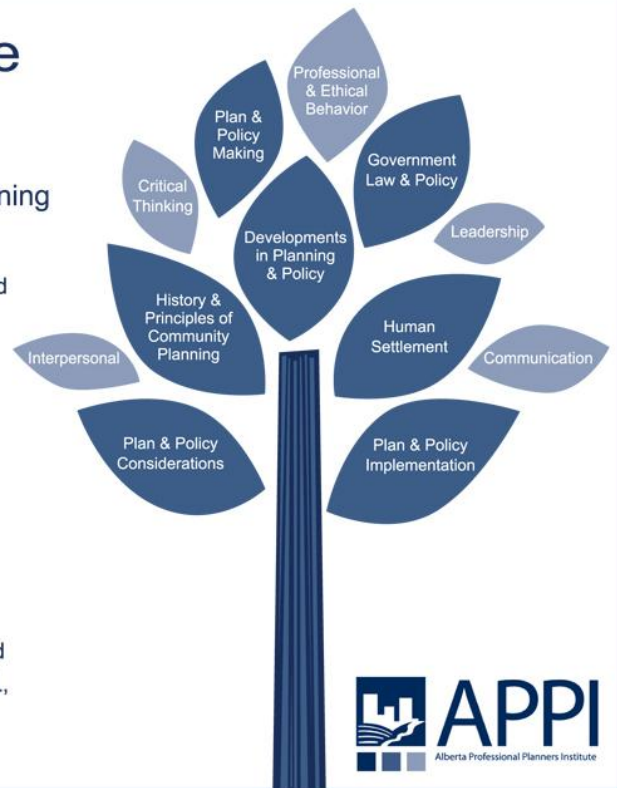 e
ning
d
d
.,
Professional
& Ethical
Behavior
Plan &
Policy
Making
Government
Law & Policy
Critical
Thinking
Developments
in Planning
& Policy
Leadership
History &
Principles of
Community
Planning
Human
Settlement
Interpersonal
Communication
Plan & Policy
Considerations
Plan & Policy
Implementation
APPI
Alberta Professional Planners Institute